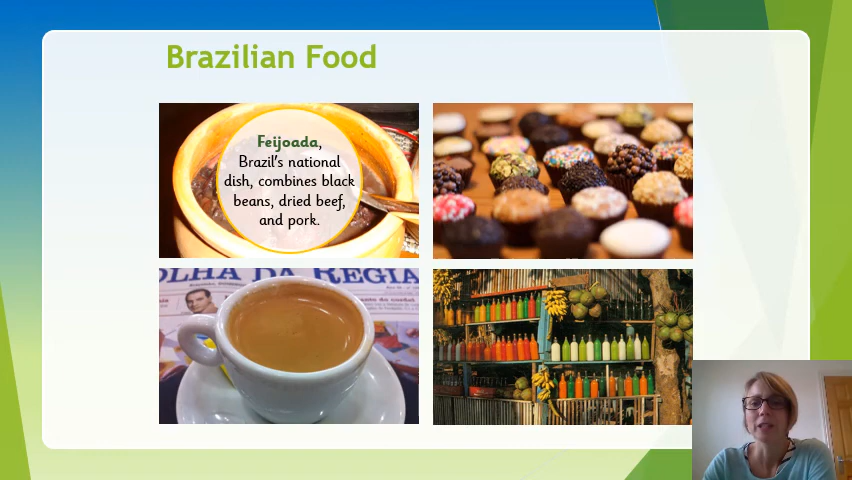 Brazilian Food
Feijoada,
Brazil's national
dish, combines black
beans, dried beef,
and pork.
OLHA DA REGIA